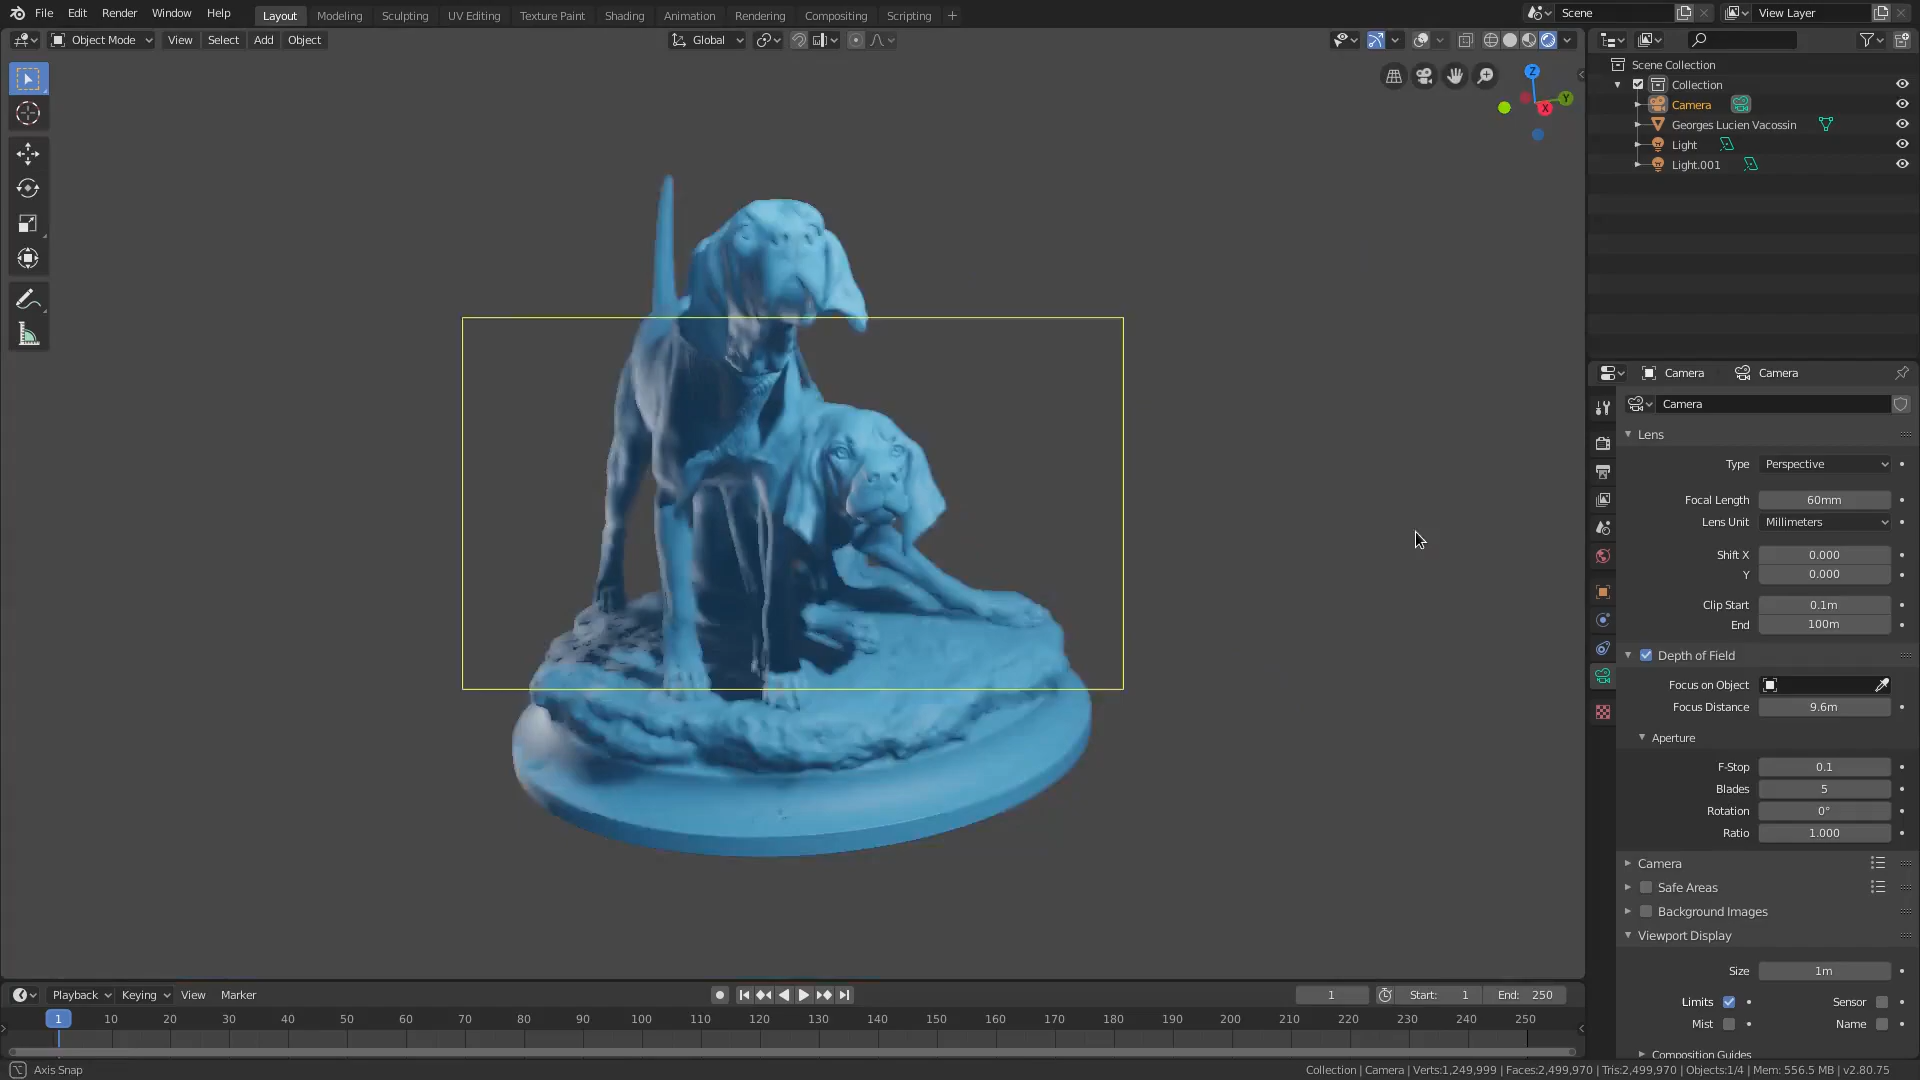 File Edit Render Window Help Layout Modeling Sculpting UV Editing Texture Paint Shading Animation Rendering Compositing Scripting + Scene View Layer
Object Mode View Select Add Object Global
Z
Y
X
Scene Collection
Collection
Camera
Georges Lucien Vacossin
Light
Light.001
Camera Camera
Camera
Lens
Type Perspective
Focal Length 60mm
Lens Unit Millimeters
Shift X 0.000
Y 0.000
Clip Start 0.1m
End 100m
Depth of Field
Focus on Object
Focus Distance 9.6m
Aperture
F-Stop 0.1
Blades 5
Rotation 0°
Ratio 1.000
Camera
Safe Areas
Background Images
Viewport Display
Size 1m
Limits Sensor
Mist Name
Composition Guides
Playback Keying View Marker 1 Start: 1 End: 250
1 10 20 30 40 50 60 70 80 90 100 110 120 130 140 150 160 170 180 190 200 210 220 230 240 250
Axis Snap Collection | Camera | Verts:1,249,999 | Faces:2,499,970 | Tris:2,499,970 | Objects:1/4 | Mem: 556.5 MB | v2.80.75